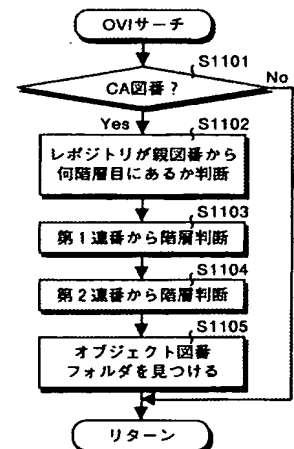 OVIサーチ
S1101
CA図番?
No
Yes
S1102
レポジトリが親図番から
何階層目にあるか判断
S1103
第1連番から階層判断
S1104
第2連番から階層判断
S1105
オブジェクト図番
フォルダを見つける
リターン